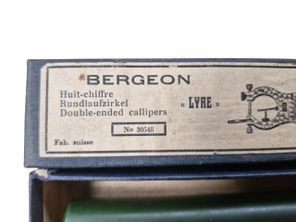 BERGEON
Huit-chiffre
Rundlaufzirkel
Double-ended callipers
" LYRE "
No 30540
Fab. suisse